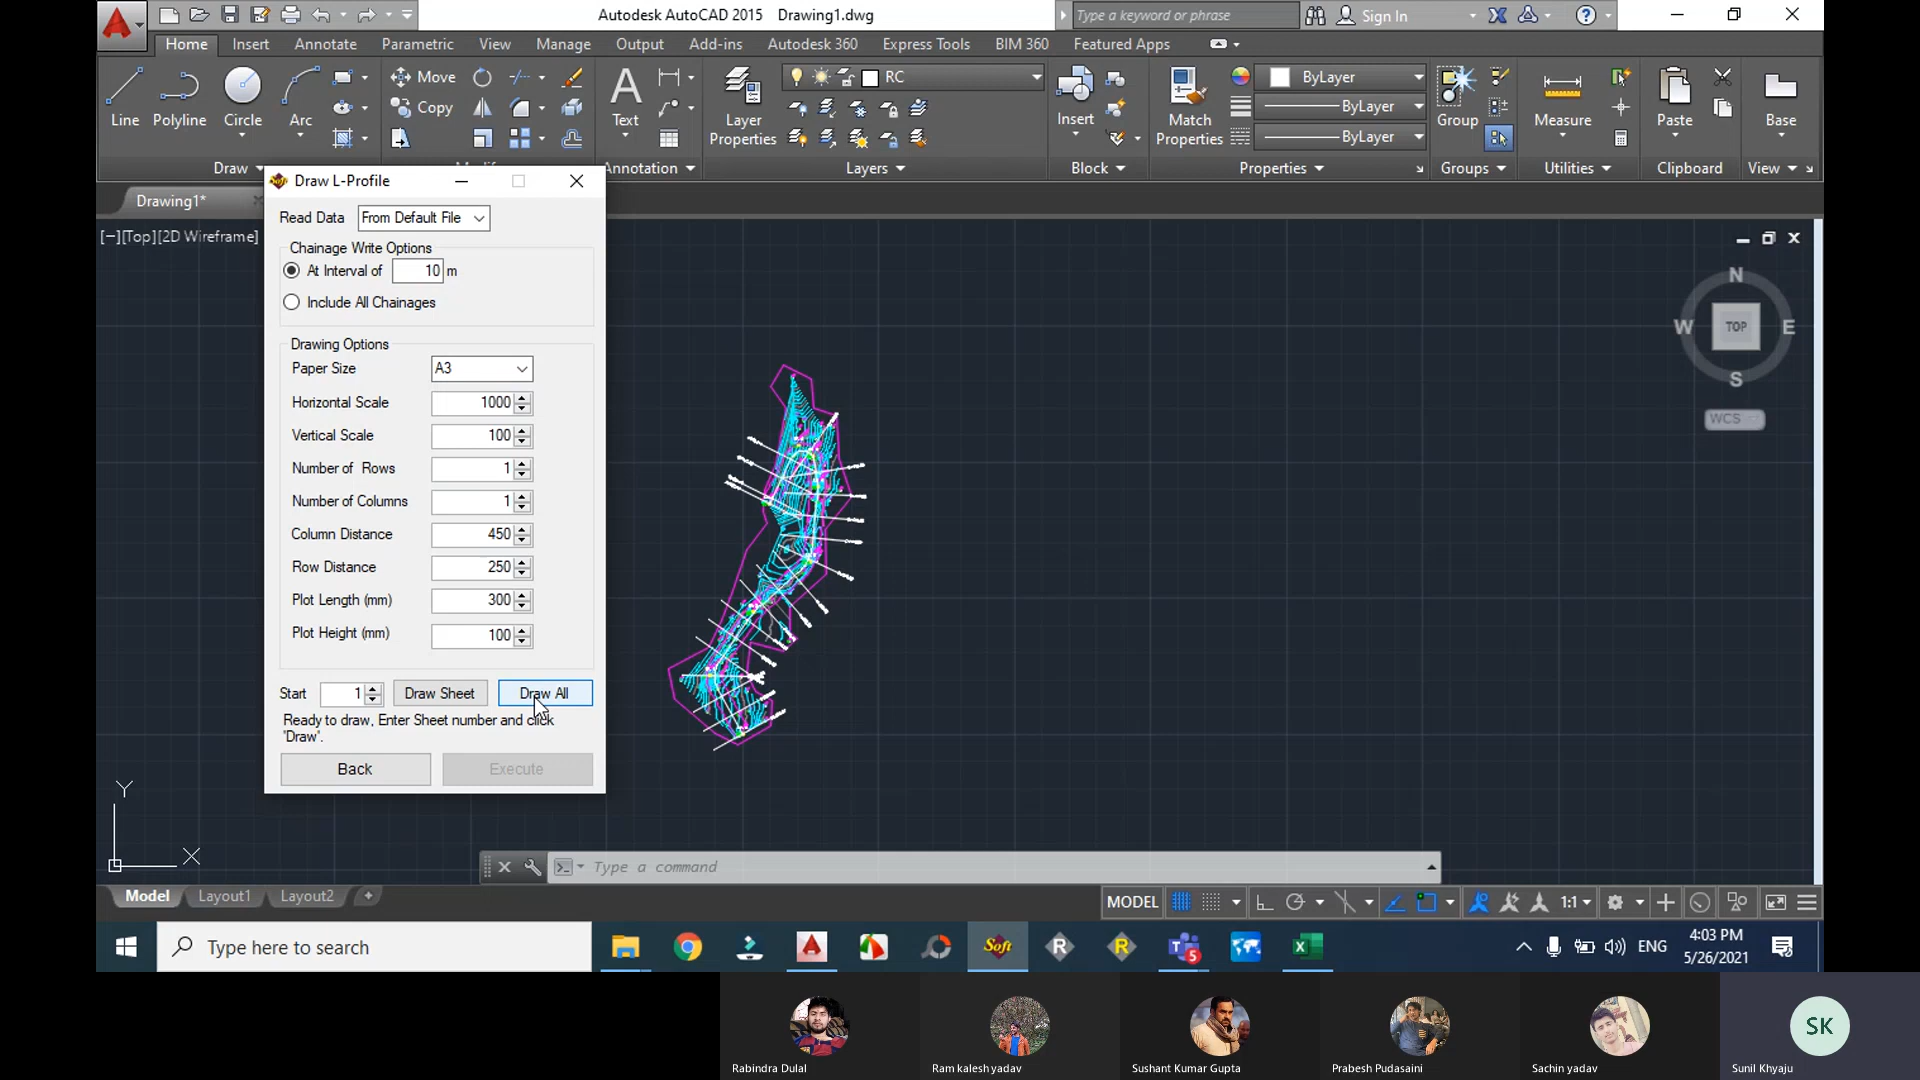 Autodesk AutoCAD 2015 Drawing1.dwg
Type a keyword or phrase
Sign In
Home Insert Annotate Parametric View Manage Output Add-ins Autodesk 360 Express Tools BIM 360 Featured Apps
Line Polyline Circle Arc
Move
Copy
Text
Layer
Properties
RC
Insert
Match
Properties
ByLayer
ByLayer
ByLayer
Group
Measure
Paste
Base
Draw
Annotation
Layers
Block
Properties
Groups
Utilities
Clipboard
View
Drawing1*
[−][Top][2D Wireframe]
Soft Draw L-Profile
Read Data From Default File
Chainage Write Options
At Interval of 10 m
Include All Chainages
Drawing Options
Paper Size A3
Horizontal Scale 1000
Vertical Scale 100
Number of Rows 1
Number of Columns 1
Column Distance 450
Row Distance 250
Plot Length (mm) 300
Plot Height (mm) 100
Start 1 Draw Sheet Draw All
Ready to draw, Enter Sheet number and click
'Draw'.
Back Execute
N
W TOP E
S
WCS
Y
X
Type a command
Model Layout1 Layout2 +
MODEL
1:1
Type here to search
Soft
R
R
T
5
ENG
4:03 PM
5/26/2021
SK
Rabindra Dulal
Ram kalesh yadav
Sushant Kumar Gupta
Prabesh Pudasaini
Sachin yadav
Sunil Khyaju